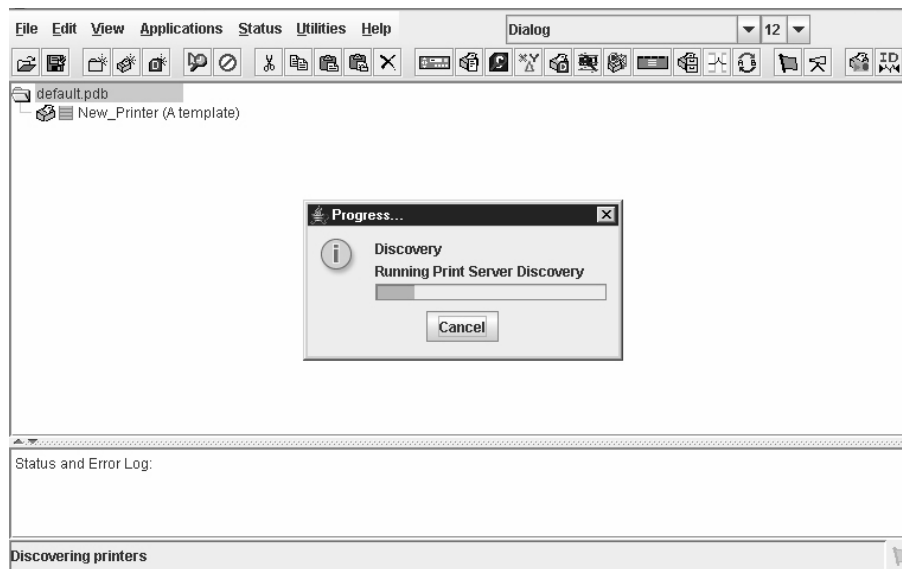 File Edit View Applications Status Utilities Help Dialog 12
ID
default.pdb
New_Printer (A template)
Progress...
Discovery
Running Print Server Discovery
Cancel
Status and Error Log:
Discovering printers